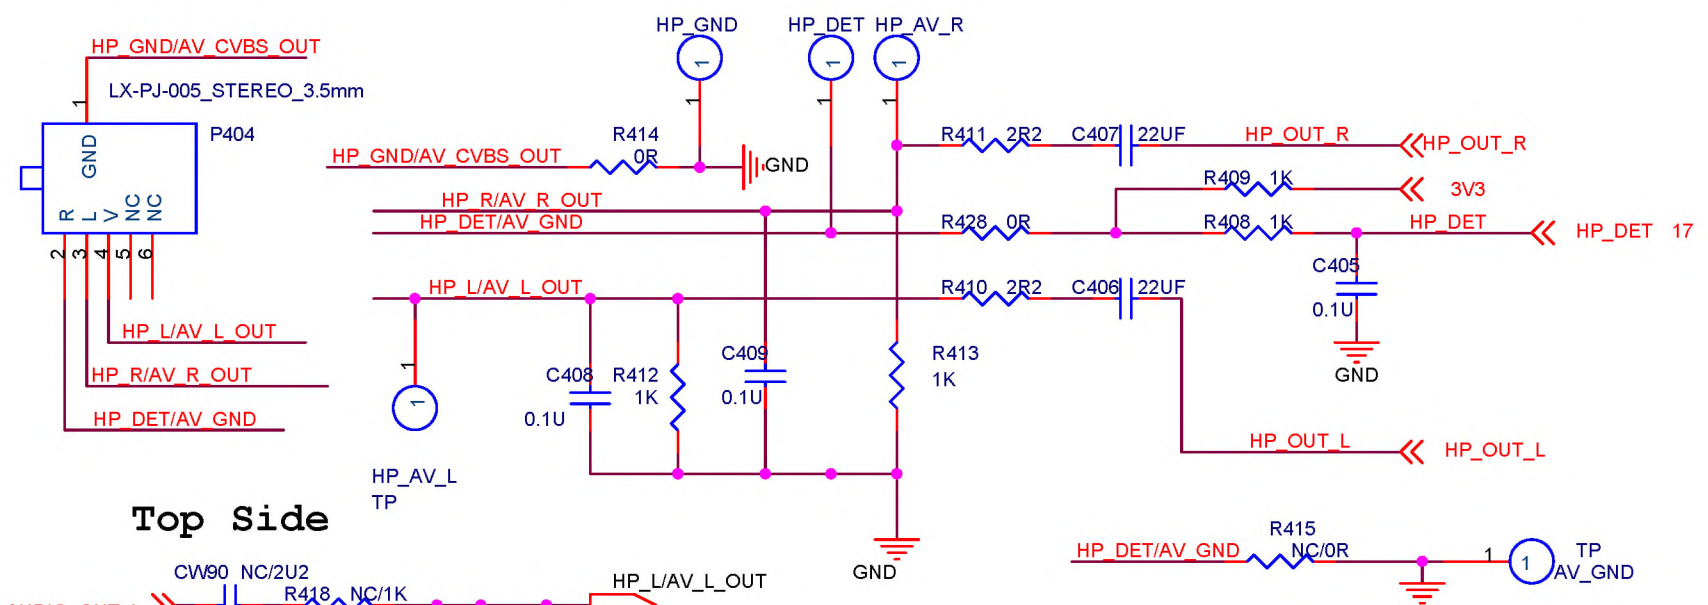 HP_GND HP_DET HP_AV_R
HP_GND/AV_CVBS_OUT
1 1 1
LX-PJ-005_STEREO_3.5mm
1 1 1 1
P404
GND
R L V NC NC
2 3 4 5 6
R414
0R
HP_GND/AV_CVBS_OUT
GND
R411 2R2 C407 22UF HP_OUT_R
HP_OUT_R
R409 1K 3V3
HP_R/AV_R_OUT
HP_DET/AV_GND
R428 0R R408 1K HP_DET
HP_DET 17
C405
0.1U
GND
HP_L/AV_L_OUT
R410 2R2 C406 22UF
HP_L/AV_L_OUT
HP_R/AV_R_OUT
HP_DET/AV_GND
1
1
C408 R412
0.1U 1K
C409
0.1U
R413
1K
HP_OUT_L
HP_OUT_L
HP_AV_L
TP
Top Side
GND
R415
HP_DET/AV_GND NC/0R
1 1
TP
AV_GND
CW90 NC/2U2
R418 NC/1K
HP_L/AV_L_OUT